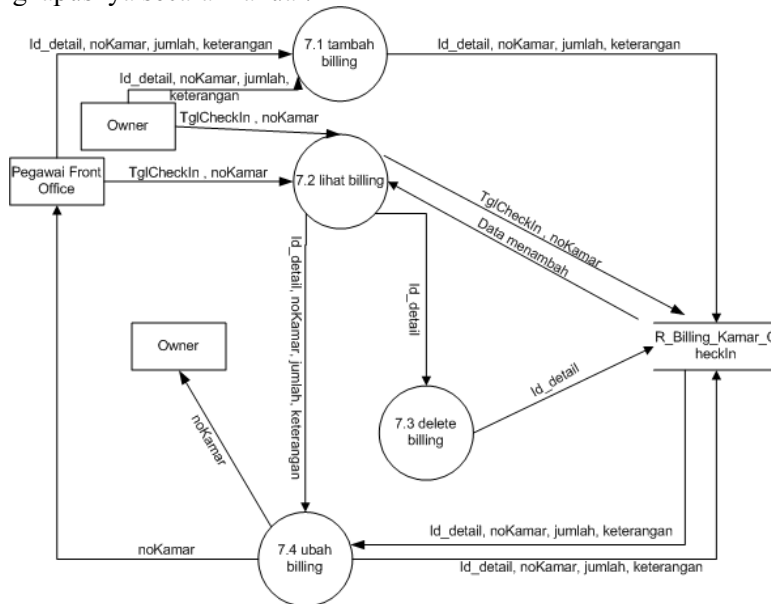 Id_detail, noKamar, jumlah, keterangan
7.1 tambah
billing
Id_detail, noKamar, jumlah, keterangan
Id_detail, noKamar, jumlah,
keterangan
Owner
TglCheckIn , noKamar
Pegawai Front
Office
TglCheckIn , noKamar
7.2 lihat billing
TglCheckIn , noKamar
Data menambah
Id_detail, noKamar, jumlah, keterangan
Id_detail
R_Billing_Kamar_C
heckIn
Owner
Id_detail
7.3 delete
billing
noKamar
Id_detail, noKamar, jumlah, keterangan
noKamar
7.4 ubah
billing
Id_detail, noKamar, jumlah, keterangan